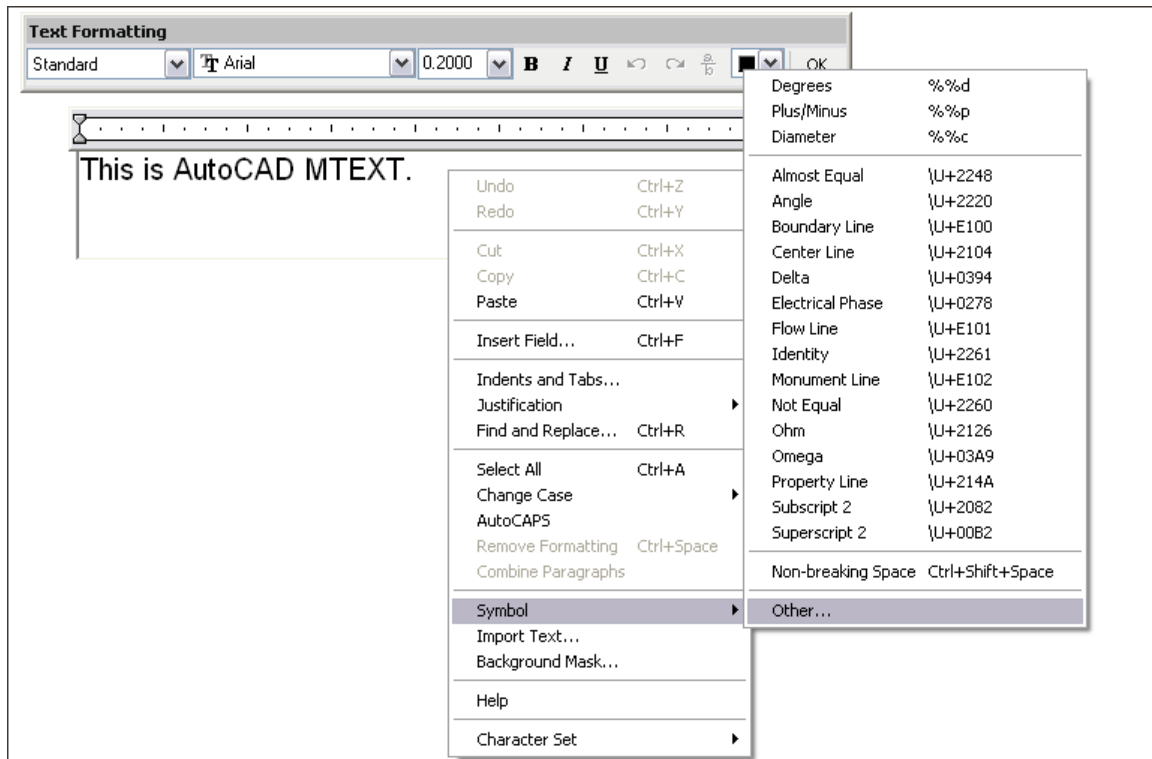 Text Formatting
Standard Arial 0.2000 B I U a/b OK
This is AutoCAD MTEXT.
Undo Ctrl+Z
Redo Ctrl+Y
Cut Ctrl+X
Copy Ctrl+C
Paste Ctrl+V
Insert Field... Ctrl+F
Indents and Tabs...
Justification
Find and Replace... Ctrl+R
Select All Ctrl+A
Change Case
AutoCAPS
Remove Formatting Ctrl+Space
Combine Paragraphs
Symbol
Import Text...
Background Mask...
Help
Character Set
Degrees %%d
Plus/Minus %%p
Diameter %%c
Almost Equal \U+2248
Angle \U+2220
Boundary Line \U+E100
Center Line \U+2104
Delta \U+0394
Electrical Phase \U+0278
Flow Line \U+E101
Identity \U+2261
Monument Line \U+E102
Not Equal \U+2260
Ohm \U+2126
Omega \U+03A9
Property Line \U+214A
Subscript 2 \U+2082
Superscript 2 \U+00B2
Non-breaking Space Ctrl+Shift+Space
Other...